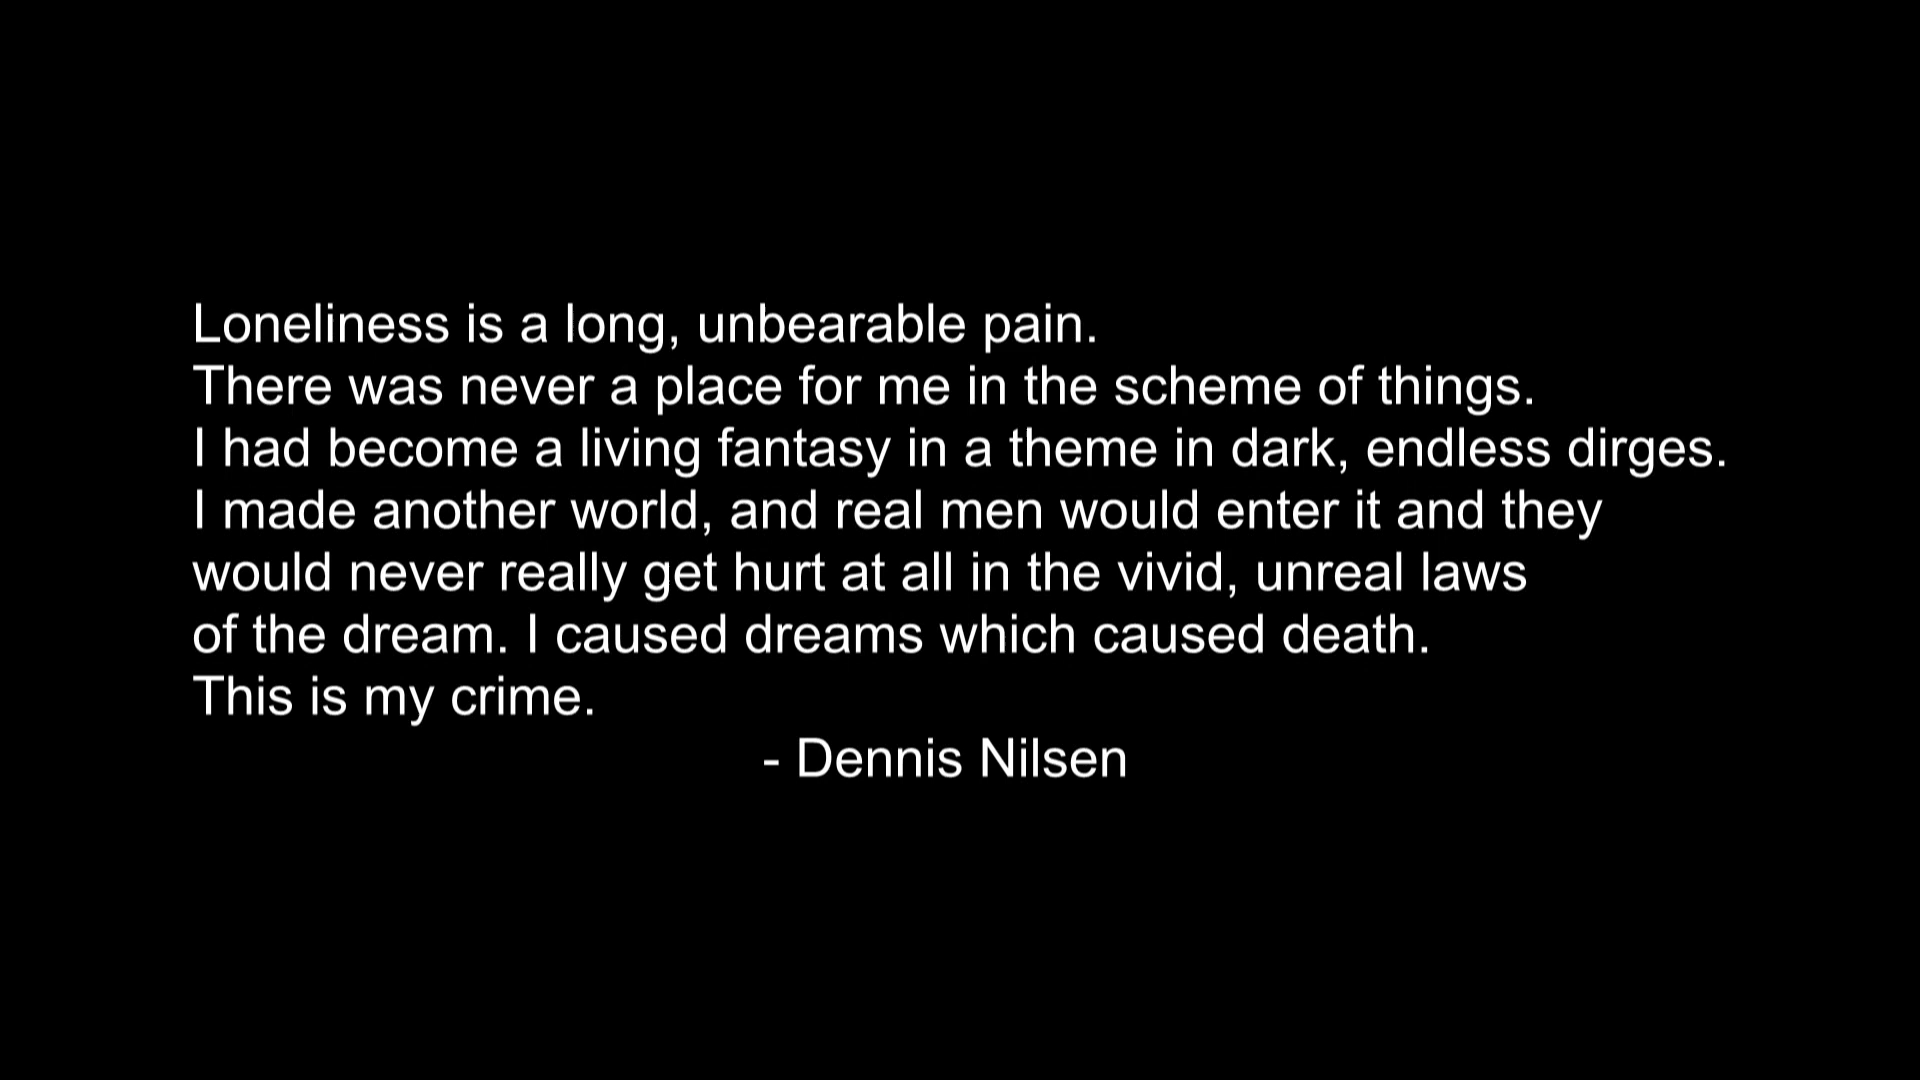 Loneliness is a long, unbearable pain.
There was never a place for me in the scheme of things.
I had become a living fantasy in a theme in dark, endless dirges.
I made another world, and real men would enter it and they
would never really get hurt at all in the vivid, unreal laws
of the dream. I caused dreams which caused death.
This is my crime.
- Dennis Nilsen